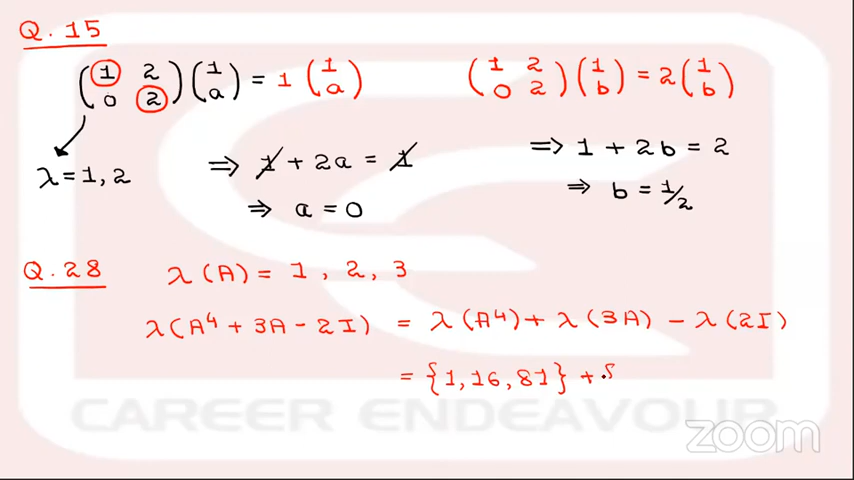 Q. 15
(1 2 0 2)(1 a) = 1 (1 a)
(1 2 0 2)(1 b) = 2 (1 b)
λ = 1, 2
⇒ 1 + 2a = 1
⇒ a = 0
⇒ 1 + 2b = 2
⇒ b = 1/2
Q. 28 λ(A) = 1, 2, 3
λ(A⁴ + 3A - 2I) = λ(A⁴) + λ(3A) - λ(2I)
= {1, 16, 81} +
CAREER ENDEAVOUR
zoom